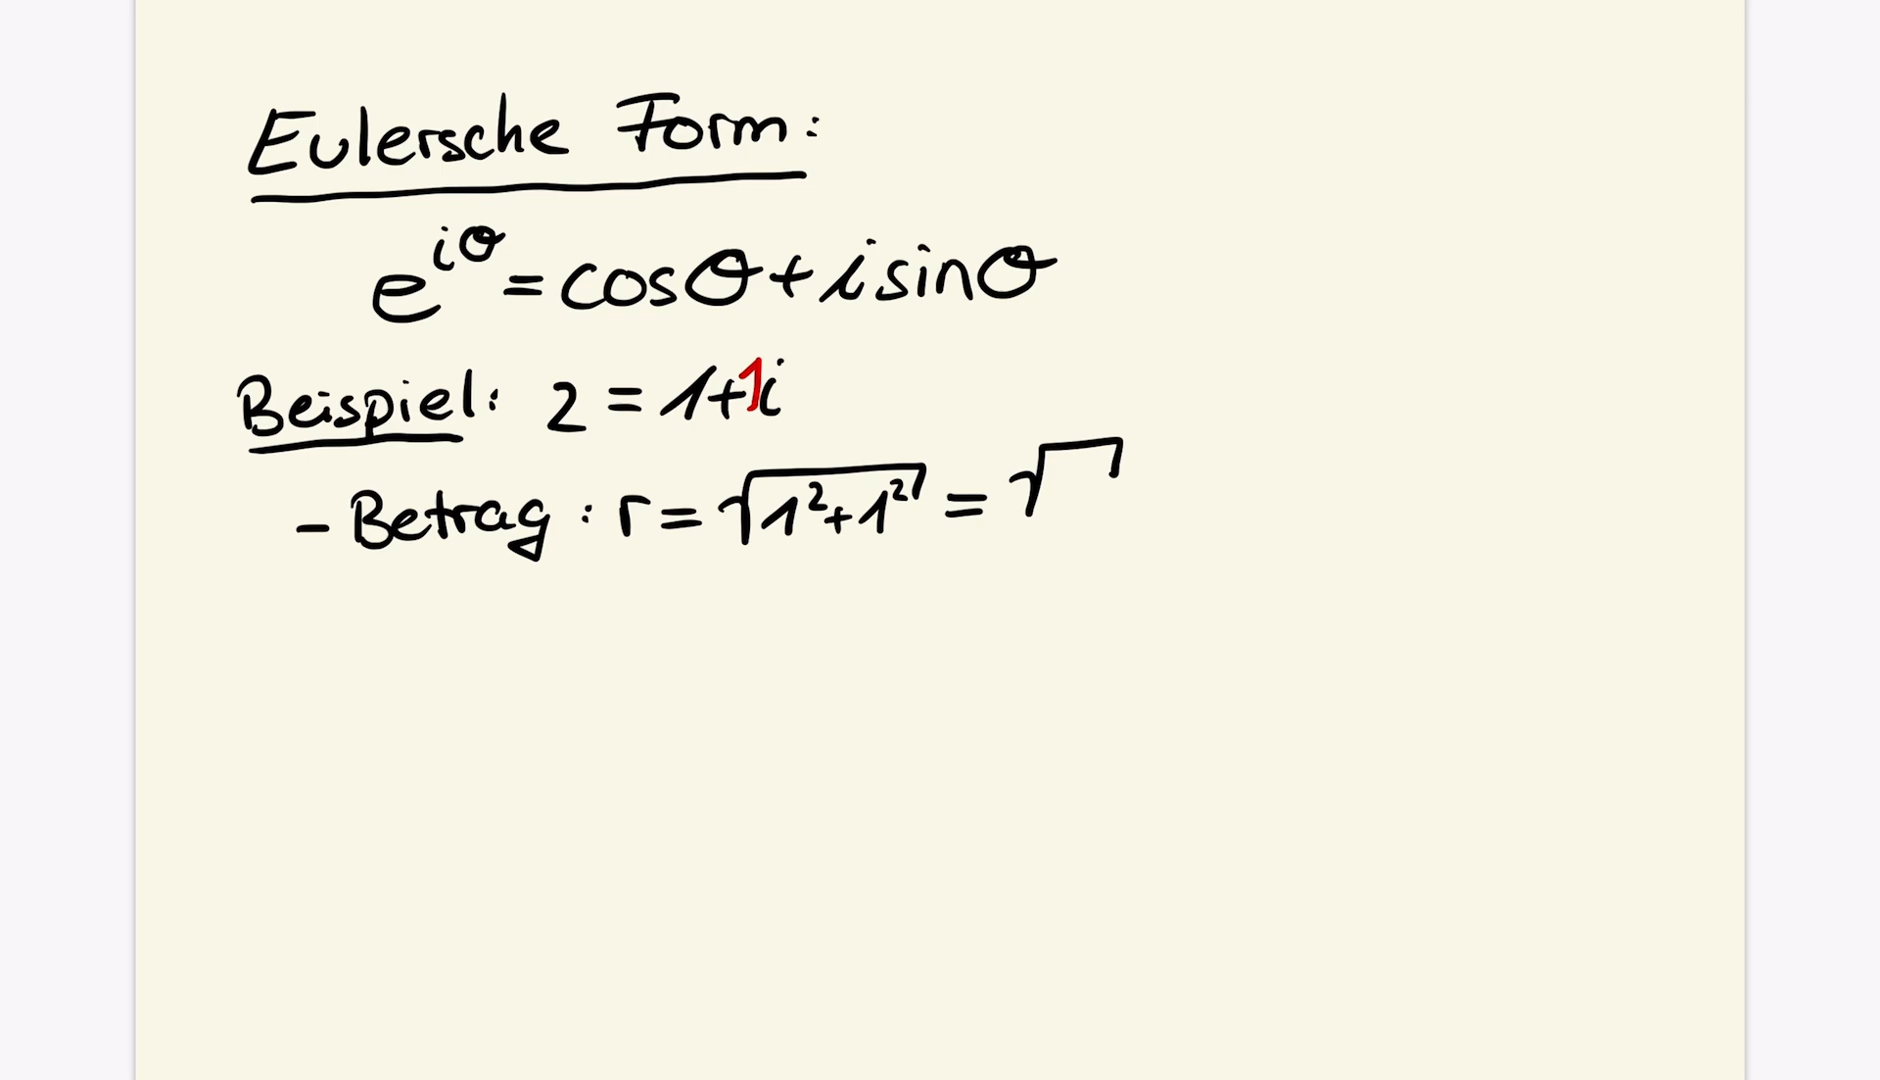 Eulersche Form:
e^{iθ} = cosθ + i sinθ
Beispiel: z = 1+1i
- Betrag : r = √(1²+1²) = √